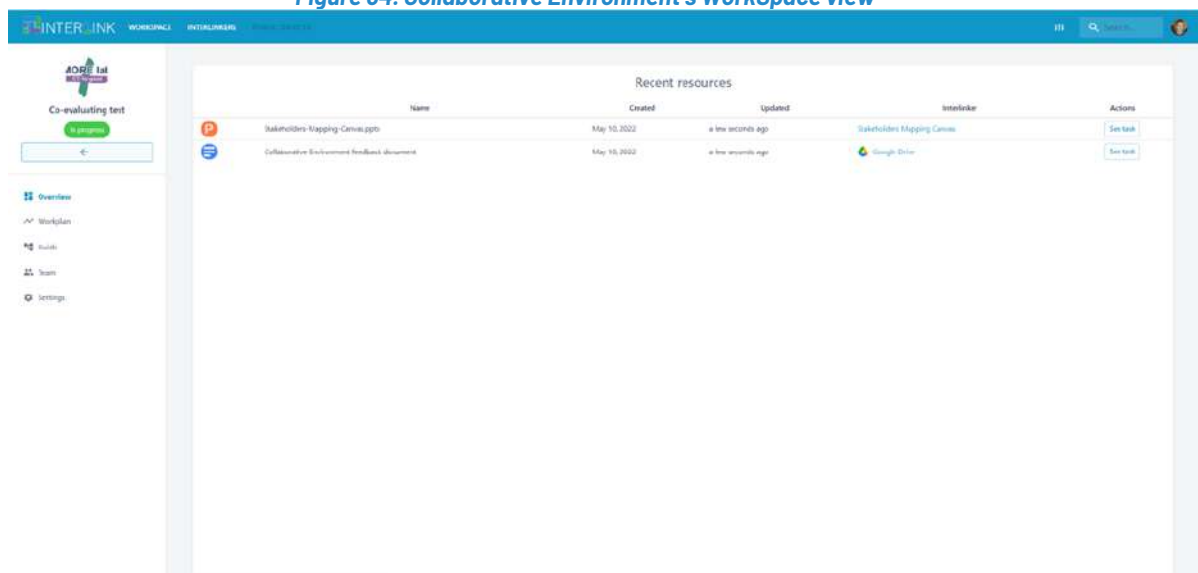 Figure 64: Collaborative Environment's WorkSpace view
INTERLINK WORKSPACE INTERLINKERS
Search...
Co-evaluating test
In progress
Overview
Workplan
Guide
Team
Settings
Recent resources
Name Created Updated Interlinker Actions
Stakeholders-Mapping-Canvas.pptx May 10, 2022 a few seconds ago Stakeholders Mapping Canvas See task
Collaborative Environment feedback document May 10, 2022 a few seconds ago Google Drive See task